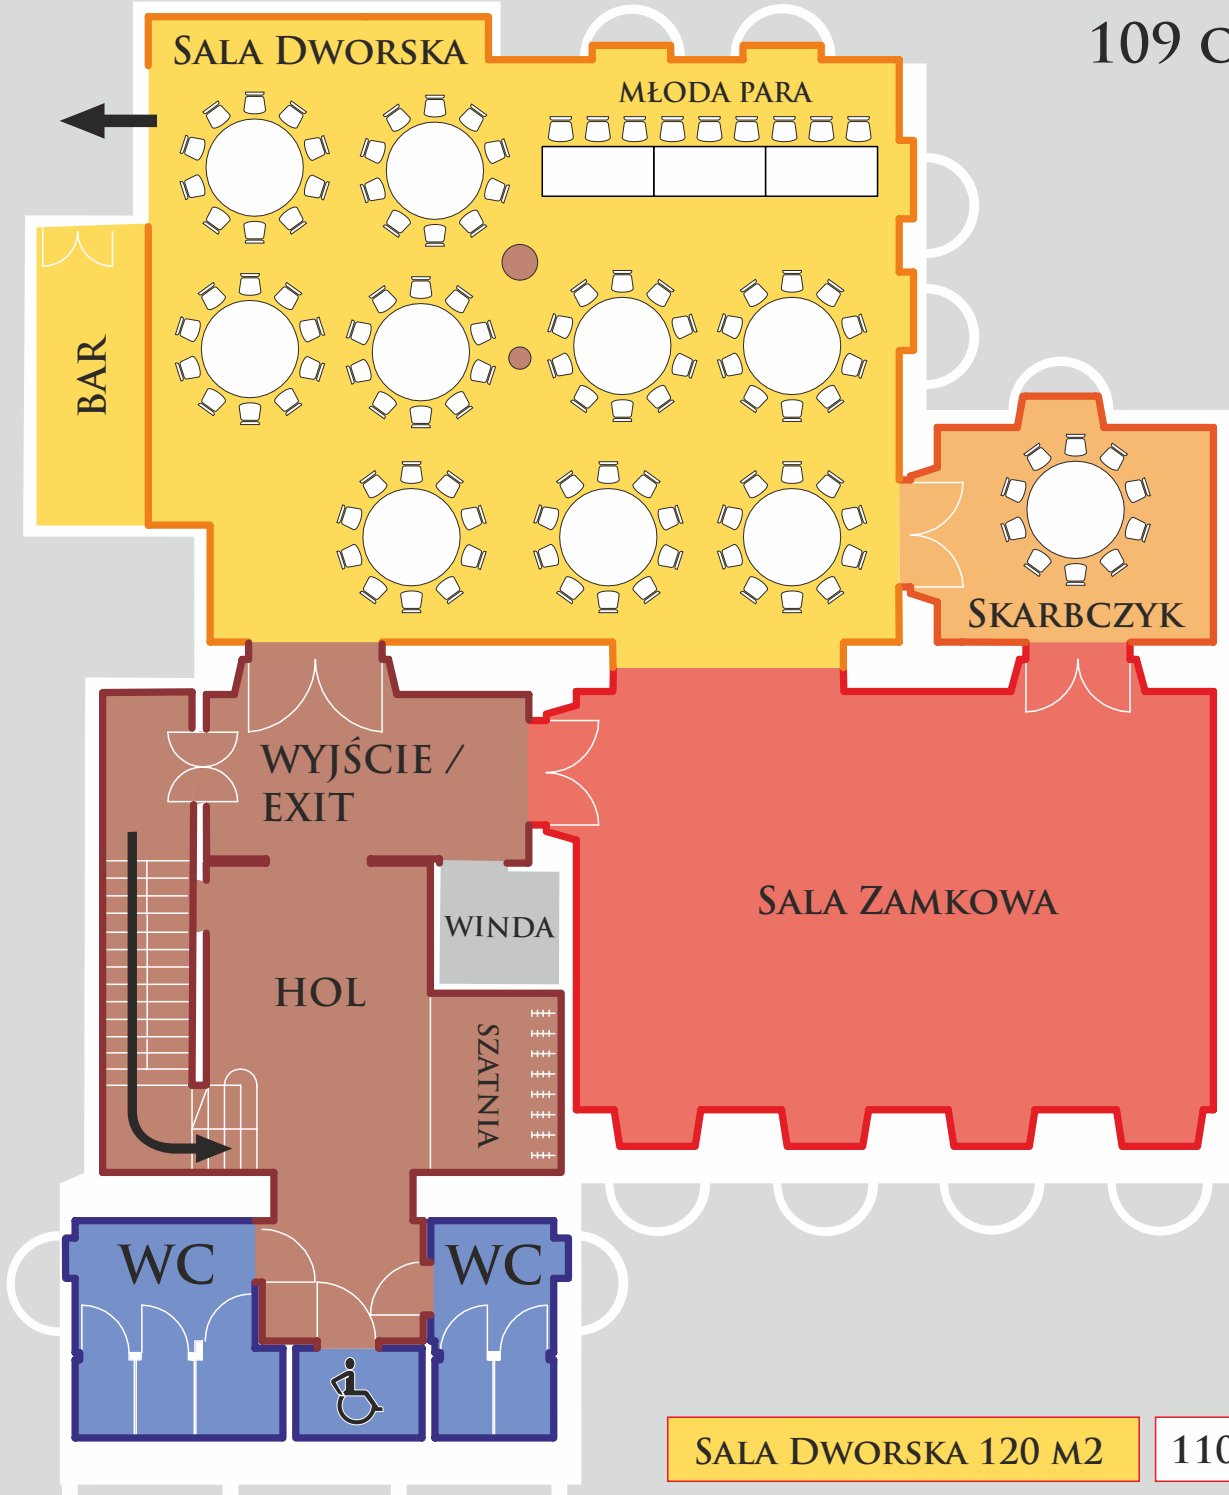 109 o
Sala Dworska
MŁODA PARA
BAR
Skarbczyk
WYJŚCIE /
EXIT
Sala Zamkowa
WINDA
HOL
SZATNIA
WC
WC
Sala Dworska 120 m2
110